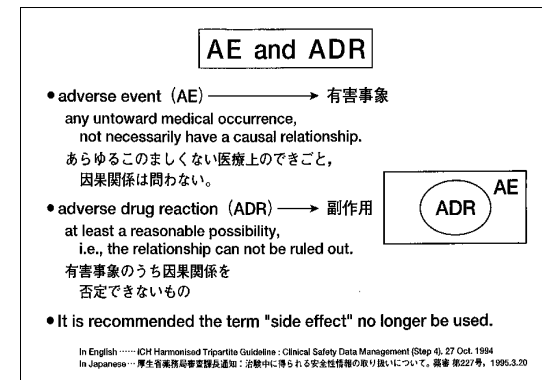 AE and ADR
● adverse event (AE) ───→ 有害事象
any untoward medical occurrence,
not necessarily have a causal relationship.
あらゆるこのましくない医療上のできごと,
因果関係は問わない。
● adverse drug reaction (ADR) ──→ 副作用
at least a reasonable possibility,
i.e., the relationship can not be ruled out.
有害事象のうち因果関係を
否定できないもの
AE
ADR
● It is recommended the term "side effect" no longer be used.
In English ‥‥‥ ICH Harmonised Tripartite Guideline : Clinical Safety Data Management (Step 4). 27 Oct. 1994
In Japanese‥‥ 厚生省薬務局審査課長通知：治験中に得られる安全性情報の取り扱いについて。薬審 第227号, 1995.3.20